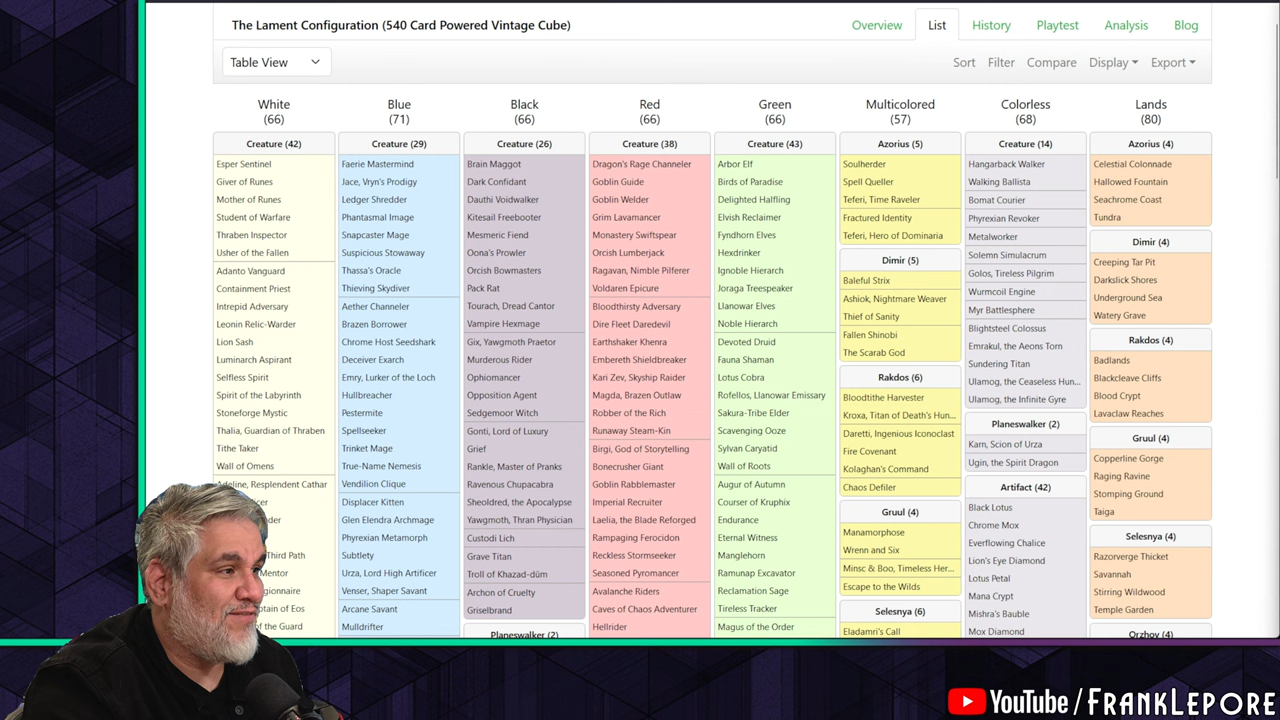 The Lament Configuration (540 Card Powered Vintage Cube)
Overview
List
History
Playtest
Analysis
Blog
Table View
Sort
Filter
Compare
Display
Export
White
(66)
Creature (42)
Esper Sentinel
Giver of Runes
Mother of Runes
Student of Warfare
Thraben Inspector
Usher of the Fallen
Adanto Vanguard
Containment Priest
Intrepid Adversary
Leonin Relic-Warder
Lion Sash
Luminarch Aspirant
Selfless Spirit
Spirit of the Labyrinth
Stoneforge Mystic
Thalia, Guardian of Thraben
Tithe Taker
Wall of Omens
Adeline, Resplendent Cathar
Third Path
Mentor
of the Guard
Blue
(71)
Creature (29)
Faerie Mastermind
Jace, Vryn's Prodigy
Ledger Shredder
Phantasmal Image
Snapcaster Mage
Suspicious Stowaway
Thassa's Oracle
Thieving Skydiver
Aether Channeler
Brazen Borrower
Chrome Host Seedshark
Deceiver Exarch
Emry, Lurker of the Loch
Hullbreacher
Pestermite
Spellseeker
Trinket Mage
True-Name Nemesis
Vendilion Clique
Displacer Kitten
Glen Elendra Archmage
Phyrexian Metamorph
Subtlety
Urza, Lord High Artificer
Venser, Shaper Savant
Arcane Savant
Mulldrifter
Black
(66)
Creature (26)
Brain Maggot
Dark Confidant
Dauthi Voidwalker
Kitesail Freebooter
Mesmeric Fiend
Oona's Prowler
Orcish Bowmasters
Pack Rat
Tourach, Dread Cantor
Vampire Hexmage
Gix, Yawgmoth Praetor
Murderous Rider
Ophiomancer
Opposition Agent
Sedgemoor Witch
Gonti, Lord of Luxury
Grief
Rankle, Master of Pranks
Ravenous Chupacabra
Sheoldred, the Apocalypse
Yawgmoth, Thran Physician
Custodi Lich
Grave Titan
Troll of Khazad-dûm
Archon of Cruelty
Griselbrand
Planeswalker (2)
Red
(66)
Creature (38)
Dragon's Rage Channeler
Goblin Guide
Goblin Welder
Grim Lavamancer
Monastery Swiftspear
Orcish Lumberjack
Ragavan, Nimble Pilferer
Voldaren Epicure
Bloodthirsty Adversary
Dire Fleet Daredevil
Earthshaker Khenra
Embereth Shieldbreaker
Kari Zev, Skyship Raider
Magda, Brazen Outlaw
Robber of the Rich
Runaway Steam-Kin
Birgi, God of Storytelling
Bonecrusher Giant
Goblin Rabblemaster
Imperial Recruiter
Laelia, the Blade Reforged
Rampaging Ferocidon
Reckless Stormseeker
Seasoned Pyromancer
Avalanche Riders
Caves of Chaos Adventurer
Hellrider
Green
(66)
Creature (43)
Arbor Elf
Birds of Paradise
Delighted Halfling
Elvish Reclaimer
Fyndhorn Elves
Hexdrinker
Ignoble Hierarch
Joraga Treespeaker
Llanowar Elves
Noble Hierarch
Devoted Druid
Fauna Shaman
Lotus Cobra
Rofellos, Llanowar Emissary
Sakura-Tribe Elder
Scavenging Ooze
Sylvan Caryatid
Wall of Roots
Augur of Autumn
Courser of Kruphix
Endurance
Eternal Witness
Manglehorn
Ramunap Excavator
Reclamation Sage
Tireless Tracker
Magus of the Order
Multicolored
(57)
Azorius (5)
Soulherder
Spell Queller
Teferi, Time Raveler
Fractured Identity
Teferi, Hero of Dominaria
Dimir (5)
Baleful Strix
Ashiok, Nightmare Weaver
Thief of Sanity
Fallen Shinobi
The Scarab God
Rakdos (6)
Bloodtithe Harvester
Kroxa, Titan of Death's Hun...
Daretti, Ingenious Iconoclast
Fire Covenant
Kolaghan's Command
Chaos Defiler
Gruul (4)
Manamorphose
Wrenn and Six
Minsc & Boo, Timeless Her...
Escape to the Wilds
Selesnya (6)
Eladamri's Call
Colorless
(68)
Creature (14)
Hangarback Walker
Walking Ballista
Bomat Courier
Phyrexian Revoker
Metalworker
Solemn Simulacrum
Golos, Tireless Pilgrim
Wurmcoil Engine
Myr Battlesphere
Blightsteel Colossus
Emrakul, the Aeons Torn
Sundering Titan
Ulamog, the Ceaseless Hun...
Ulamog, the Infinite Gyre
Planeswalker (2)
Karn, Scion of Urza
Ugin, the Spirit Dragon
Artifact (42)
Black Lotus
Chrome Mox
Everflowing Chalice
Lion's Eye Diamond
Lotus Petal
Mana Crypt
Mishra's Bauble
Mox Diamond
Lands
(80)
Azorius (4)
Celestial Colonnade
Hallowed Fountain
Seachrome Coast
Tundra
Dimir (4)
Creeping Tar Pit
Darkslick Shores
Underground Sea
Watery Grave
Rakdos (4)
Badlands
Blackcleave Cliffs
Blood Crypt
Lavaclaw Reaches
Gruul (4)
Copperline Gorge
Raging Ravine
Stomping Ground
Taiga
Selesnya (4)
Razorverge Thicket
Savannah
Stirring Wildwood
Temple Garden
Orzhov (4)
YouTube/FRANKLEPORE